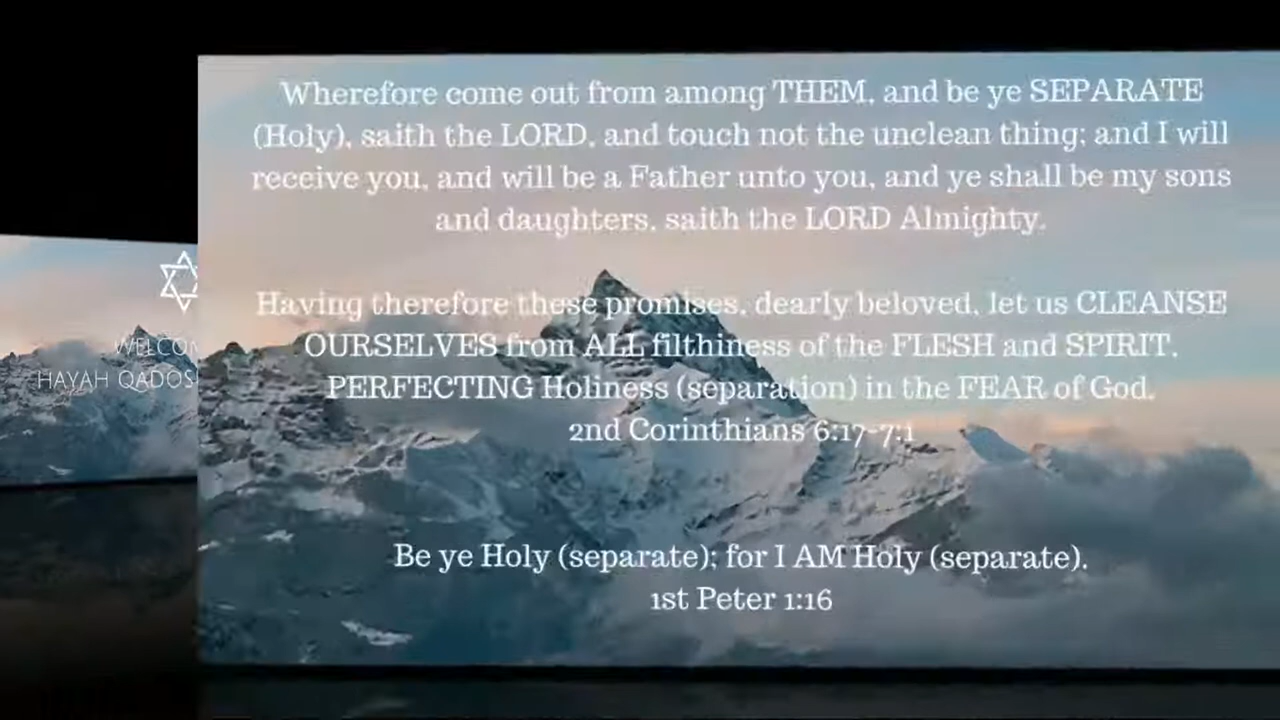 Wherefore come out from among THEM, and be ye SEPARATE
(Holy), saith the LORD, and touch not the unclean thing; and I will
receive you, and will be a Father unto you, and ye shall be my sons
and daughters, saith the LORD Almighty.
Having therefore these promises, dearly beloved, let us CLEANSE
OURSELVES from ALL filthiness of the FLESH and SPIRIT,
PERFECTING Holiness (separation) in the FEAR of God.
2nd Corinthians 6:17-7:1
Be ye Holy (separate); for I AM Holy (separate).
1st Peter 1:16
HAYAH